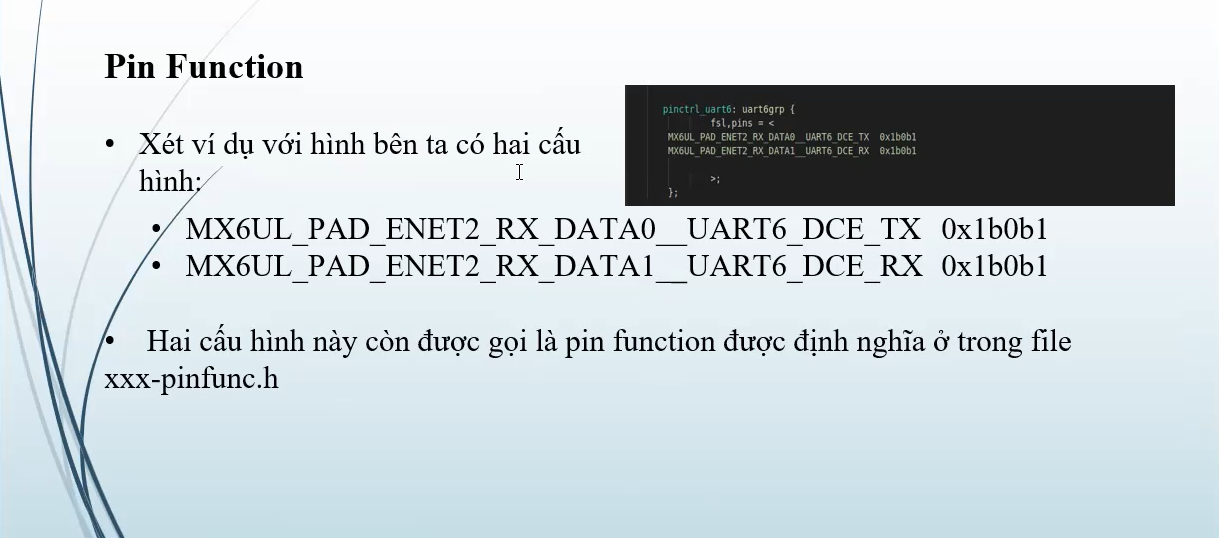 Pin Function
• Xét ví dụ với hình bên ta có hai cấu
hình:
pinctrl_uart6: uart6grp {
fsl,pins = <
MX6UL_PAD_ENET2_RX_DATA0__UART6_DCE_TX 0x1b0b1
MX6UL_PAD_ENET2_RX_DATA1__UART6_DCE_RX 0x1b0b1
>;
};
• MX6UL_PAD_ENET2_RX_DATA0__UART6_DCE_TX 0x1b0b1
• MX6UL_PAD_ENET2_RX_DATA1__UART6_DCE_RX 0x1b0b1
• Hai cấu hình này còn được gọi là pin function được định nghĩa ở trong file
xxx-pinfunc.h